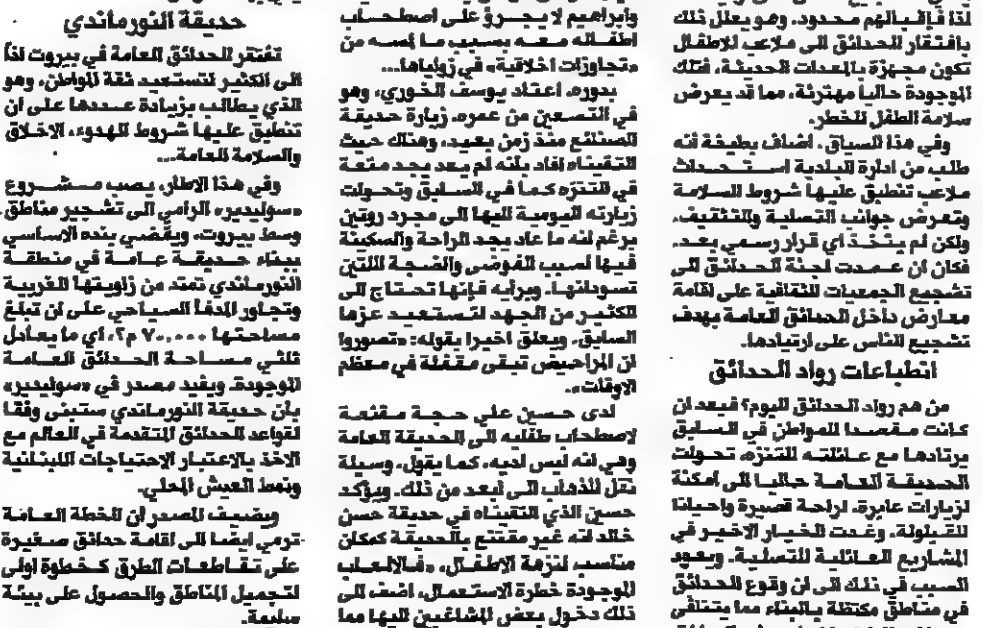 لذا فإقبالهم محدود. وهو يعلل ذلك
بافتقار الحدائق الى ملاعب للاطفال
تكون مجهزة بالمعدات الحديثة، فتلك
الموجودة حالياً مهترئة، مما قد يعرض
سلامة الطفل للخطر.
وفي هذا السياق، اضاف بطيشة انه
طلب من ادارة البلدية استحداث
ملاعب تنطبق عليها شروط السلامة
وتعرض جوانب التسلية والتثقيف.
ولكن لم يتخذ اي قرار رسمي بعد.
فكان ان عمدت لجنة الحدائق الى
تشجيع الجمعيات الثقافية على اقامة
معارض داخل الحدائق العامة بهدف
تشجيع الناس على ارتيادها.
انطباعات رواد الحدائق
من هم رواد الحدائق اليوم؟ فبعد ان
كانت مقصدا للمواطن في السابق
يرتادها مع عائلته للتنزه، تحولت
الحديقة العامة حاليا الى امكنة
لزيارات عابرة، لراحة قصيرة واحيانا
للقيلولة. وغدت الخيار الاخير في
المشاريع العائلية للتسلية. ويعود
السبب في ذلك الى ان وقوع الحدائق
في مناطق مكتظة بالبناء مما يتنافى
وابراهيم لا يجرؤ على اصطحاب
اطفاله معه بسبب ما لمسه من
«تجاوزات اخلاقية» في زواياها...
بدوره، اعتاد يوسف الخوري، وهو
في التسعين من عمره، زيارة حديقة
الصنائع منذ زمن بعيد، وهناك حيث
التقيناه افاد بأنه لم يعد يجد متعة
في التنزه كما في السابق وتحولت
زيارته اليومية اليها الى مجرد روتين
برغم انه ما عاد يجد الراحة والسكينة
فيها لسبب الفوضى والضجة اللتين
تسودانها. وبرأيه فإنها تحتاج الى
الكثير من الجهد لتستعيد عزها
السابق. ويعلق اخيرا بقوله: «تصوروا
ان المراحيض تبقى مقفلة في معظم
الاوقات».
لدى حسين علي حجة مقنعة
لاصطحاب طفليه الى الحديقة العامة
وهي انه ليس لديه، كما يقول، وسيلة
نقل للذهاب الى ابعد من ذلك. ويؤكد
حسين الذي التقيناه في حديقة حسن
خالد انه غير مقتنع بالحديقة كمكان
مناسب لنزهة الاطفال، «فالالعاب
الموجودة خطرة الاستعمال، اضف الى
ذلك دخول بعض المشاغبين اليها مما
حديقة النورماندي
تفتقر الحدائق العامة في بيروت اذاً
الى الكثير لتستعيد ثقة المواطن، وهو
الذي يطالب بزيادة عددها على ان
تنطبق عليها شروط الهدوء، الاخلاق
والسلامة العامة...
وفي هذا الاطار، يصب مشروع
«سوليدير» الرامي الى تشجير مناطق
وسط بيروت، ويقضي بنده الاساسي
ببناء حديقة عامة في منطقة
النورماندي تمتد من زاويتها الغربية
وتجاور المرفأ السياحي على ان تبلغ
مساحتها ٧٠.٠٠٠ م٢، اي ما يعادل
ثلثي مساحة الحدائق العامة
الموجودة. ويفيد مصدر في «سوليدير»
بأن حديقة النورماندي ستبنى وفقا
لقواعد الحدائق المتقدمة في العالم مع
الاخذ بالاعتبار الاحتياجات اللبنانية
ونمط العيش المحلي.
ويضيف المصدر ان الخطة العامة
ترمي ايضا الى اقامة حدائق صغيرة
على تقاطعات الطرق كخطوة اولى
لتجميل المناطق والحصول على بيئة
سليمة.